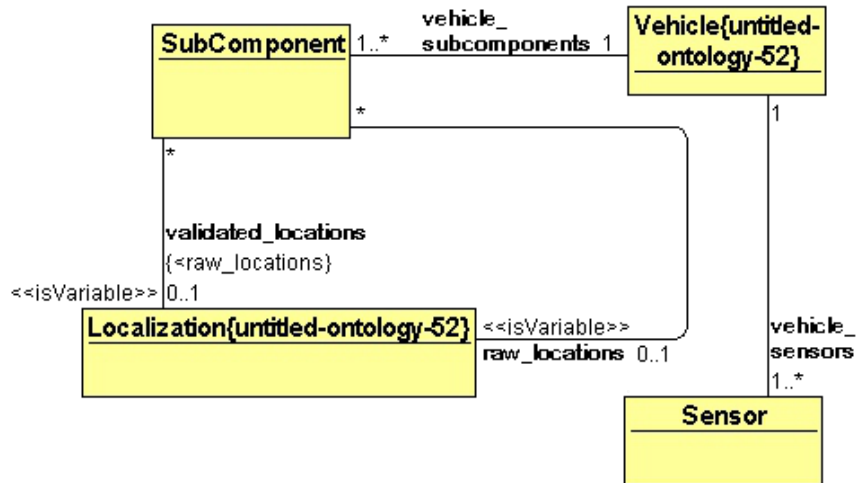 SubComponent
1..*
vehicle_
subcomponents
1
Vehicle{untitled-
ontology-52}
*
1
*
validated_locations
{<raw_locations}
<<isVariable>>
0..1
Localization{untitled-ontology-52}
<<isVariable>>
raw_locations
0..1
vehicle_
sensors
1..*
Sensor